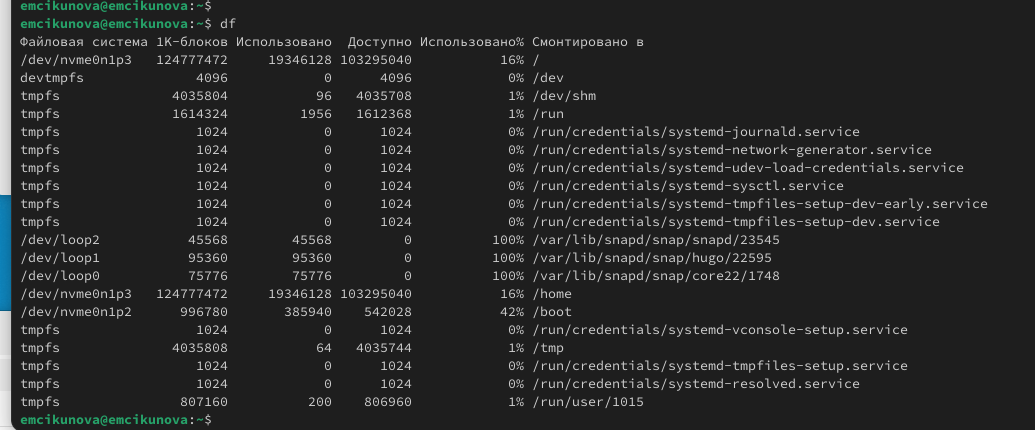 emcikunova@emcikunova:~$
emcikunova@emcikunova:~$ df
Файловая система 1K-блоков Использовано Доступно Использовано% Смонтировано в
/dev/nvme0n1p3 124777472 19346128 103295040 16% /
devtmpfs 4096 0 4096 0% /dev
tmpfs 4035804 96 4035708 1% /dev/shm
tmpfs 1614324 1956 1612368 1% /run
tmpfs 1024 0 1024 0% /run/credentials/systemd-journald.service
tmpfs 1024 0 1024 0% /run/credentials/systemd-network-generator.service
tmpfs 1024 0 1024 0% /run/credentials/systemd-udev-load-credentials.service
tmpfs 1024 0 1024 0% /run/credentials/systemd-sysctl.service
tmpfs 1024 0 1024 0% /run/credentials/systemd-tmpfiles-setup-dev-early.service
tmpfs 1024 0 1024 0% /run/credentials/systemd-tmpfiles-setup-dev.service
/dev/loop2 45568 45568 0 100% /var/lib/snapd/snap/snapd/23545
/dev/loop1 95360 95360 0 100% /var/lib/snapd/snap/hugo/22595
/dev/loop0 75776 75776 0 100% /var/lib/snapd/snap/core22/1748
/dev/nvme0n1p3 124777472 19346128 103295040 16% /home
/dev/nvme0n1p2 996780 385940 542028 42% /boot
tmpfs 1024 0 1024 0% /run/credentials/systemd-vconsole-setup.service
tmpfs 4035808 64 4035744 1% /tmp
tmpfs 1024 0 1024 0% /run/credentials/systemd-tmpfiles-setup.service
tmpfs 1024 0 1024 0% /run/credentials/systemd-resolved.service
tmpfs 807160 200 806960 1% /run/user/1015
emcikunova@emcikunova:~$